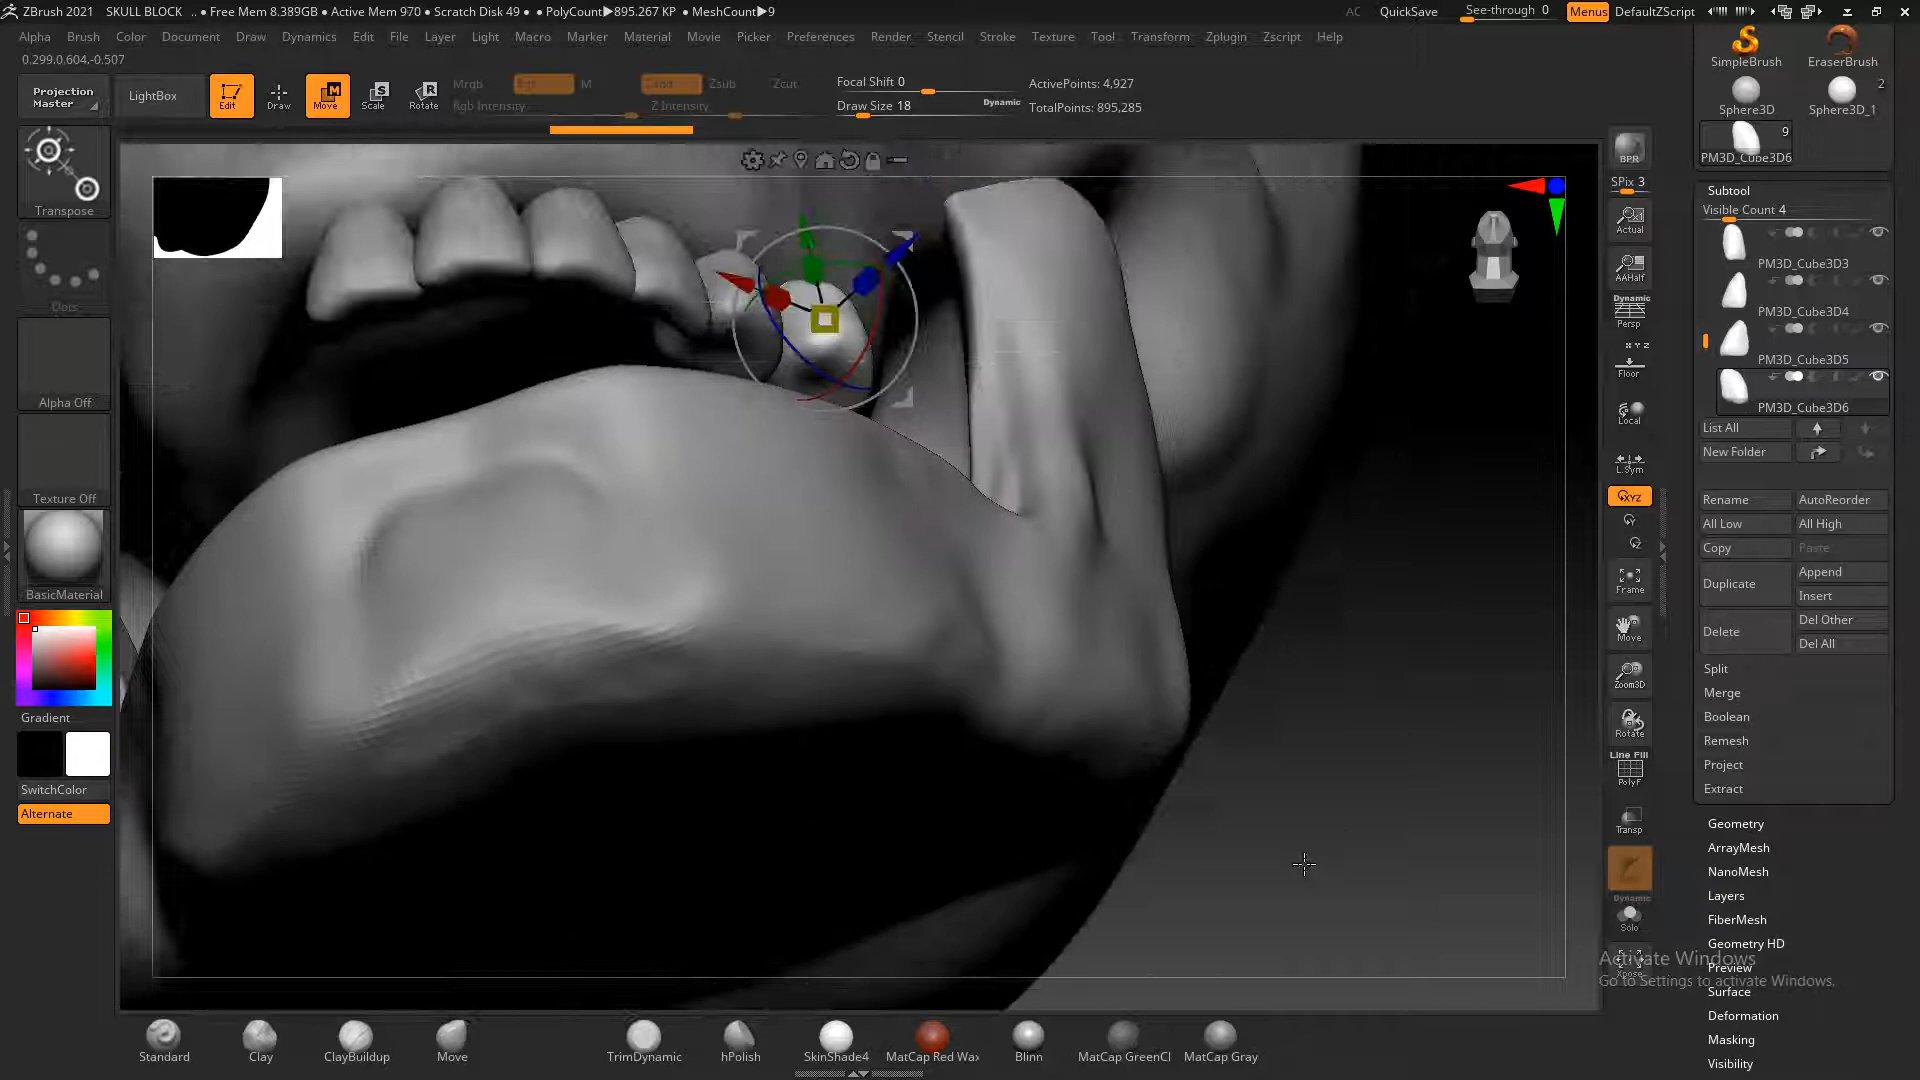 ZBrush 2021 SKULL BLOCK .. ● Free Mem 8.389GB ● Active Mem 970 ● Scratch Disk 49 ● ● PolyCount▶895.267 KP ● MeshCount▶9 AC QuickSave See-through 0 Menus DefaultZScript
Alpha Brush Color Document Draw Dynamics Edit File Layer Light Macro Marker Material Movie Picker Preferences Render Stencil Stroke Texture Tool Transform Zplugin Zscript Help
0.299,0.604,-0.507
Projection Master
LightBox
Edit
Draw
Move
Scale
Rotate
Mrgb
M
Zsub
Zcut
Rgb Intensity
Z Intensity
Focal Shift 0
Draw Size 18
Dynamic
ActivePoints: 4,927
TotalPoints: 895,285
Transpose
Dots
Alpha Off
Texture Off
BasicMaterial
Gradient
SwitchColor
Alternate
BPR
SPix 3
Actual
AAHalf
Dynamic
Persp
X Y Z
Floor
Local
L.Sym
XYZ
Y
Z
Frame
Move
Zoom3D
Rotate
Line Fill
PolyF
Transp
Dynamic
Solo
Xpose
SimpleBrush
EraserBrush
Sphere3D
2
Sphere3D_1
9
PM3D_Cube3D6
Subtool
Visible Count 4
PM3D_Cube3D3
PM3D_Cube3D4
PM3D_Cube3D5
PM3D_Cube3D6
List All
New Folder
Rename
AutoReorder
All Low
All High
Copy
Paste
Duplicate
Append
Insert
Delete
Del Other
Del All
Split
Merge
Boolean
Remesh
Project
Extract
Geometry
ArrayMesh
NanoMesh
Layers
FiberMesh
Geometry HD
Preview
Surface
Deformation
Masking
Visibility
Activate Windows
Go to Settings to activate Windows.
Standard
Clay
ClayBuildup
Move
TrimDynamic
hPolish
SkinShade4
MatCap Red Wax
Blinn
MatCap GreenCl
MatCap Gray